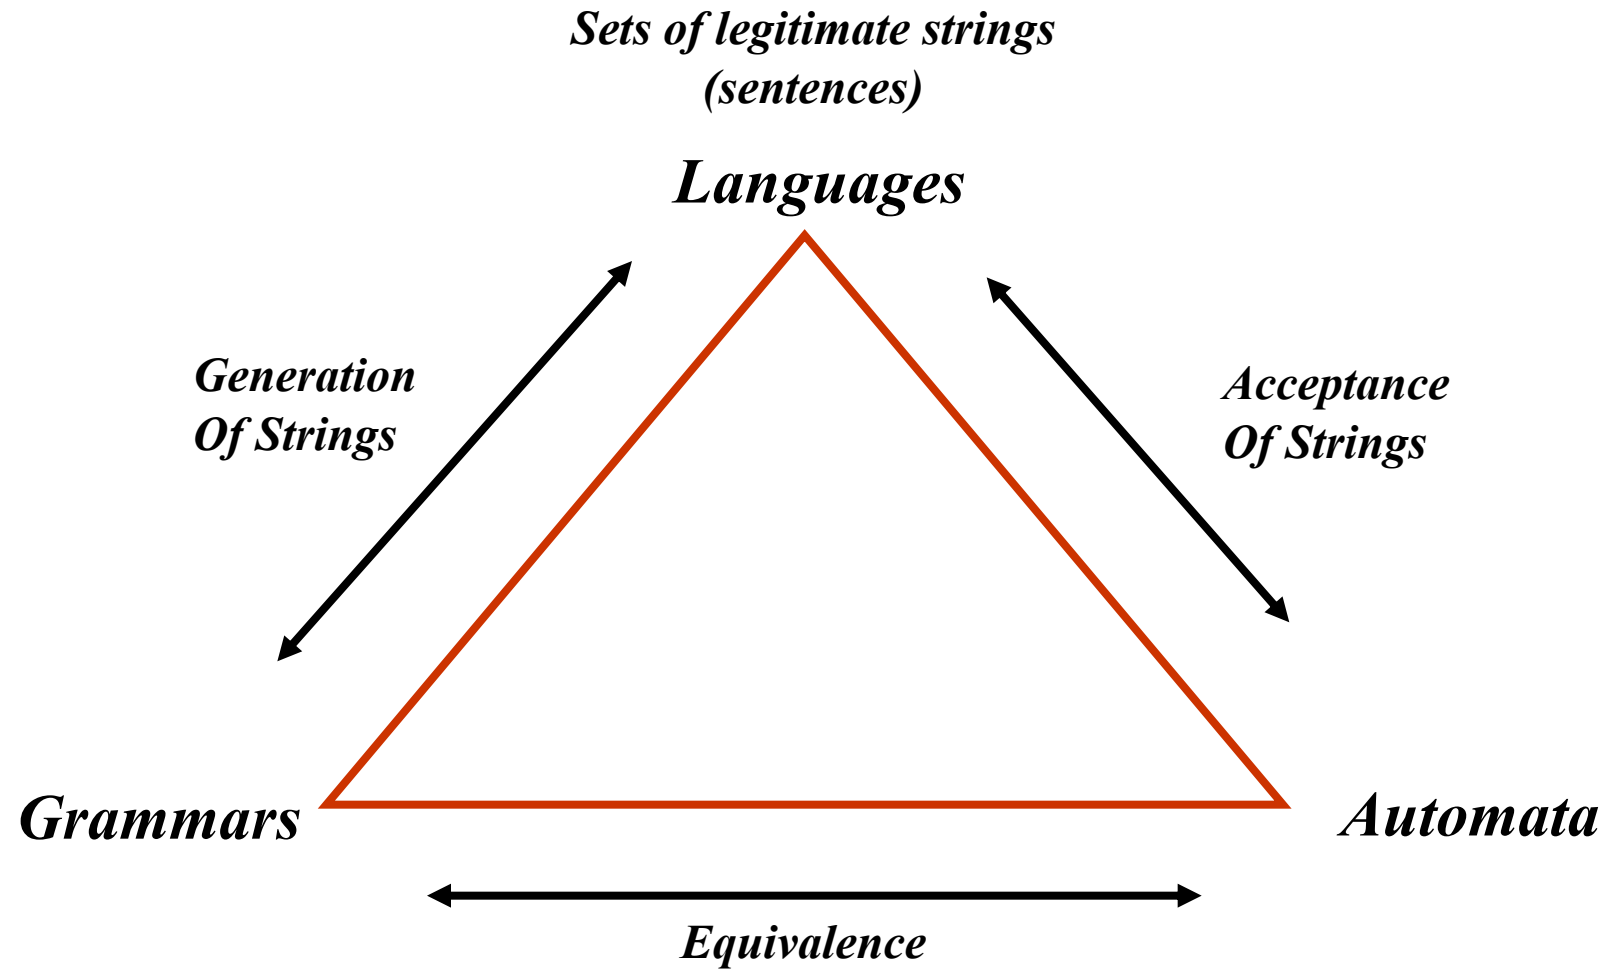 Sets of legitimate strings
(sentences)
Languages
Generation
Of Strings
Acceptance
Of Strings
Grammars
Automata
Equivalence